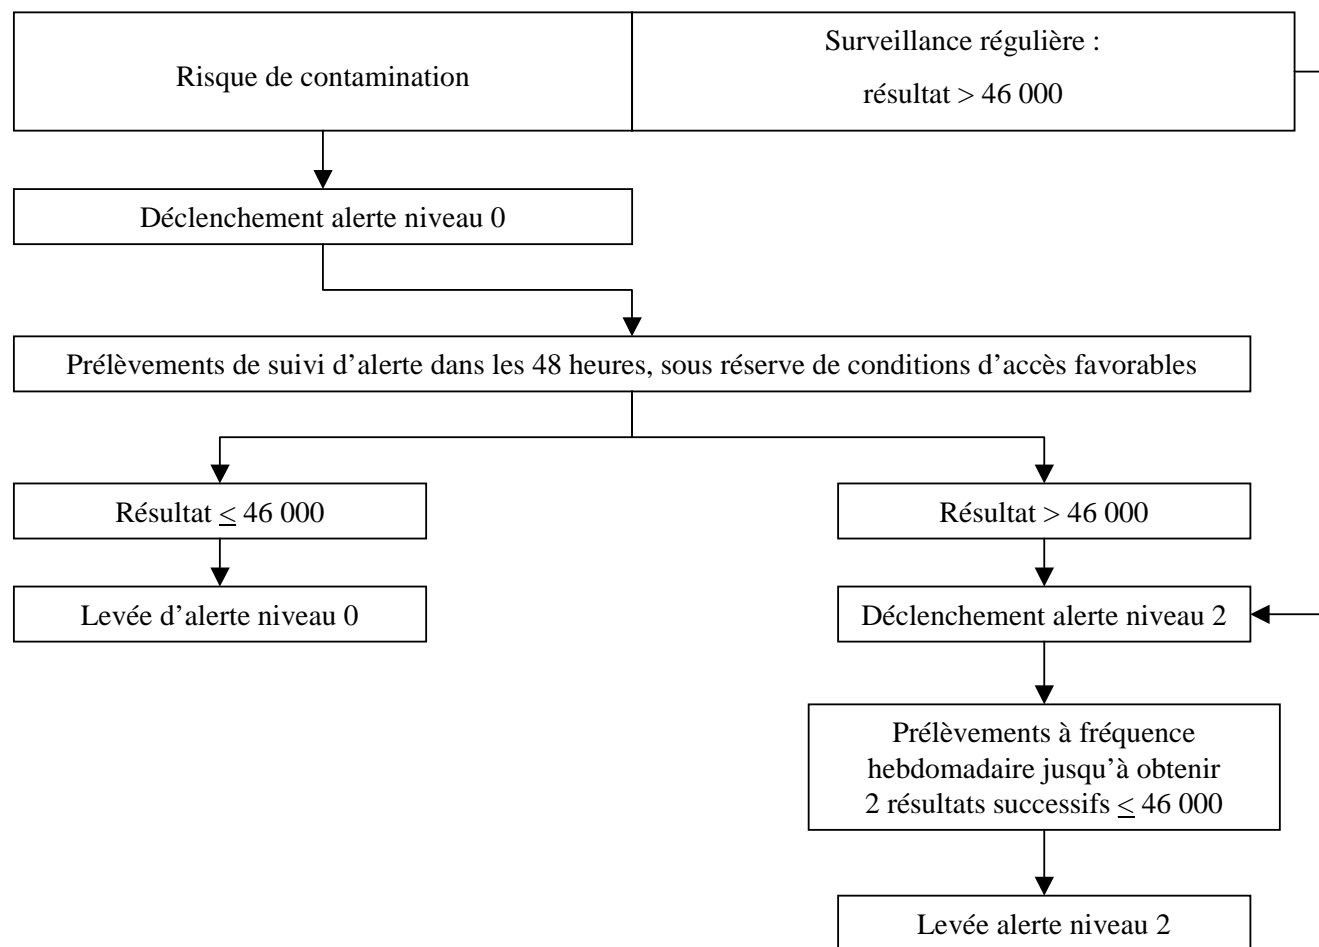 Risque de contamination
Surveillance régulière :
résultat > 46 000
Déclenchement alerte niveau 0
Prélèvements de suivi d’alerte dans les 48 heures, sous réserve de conditions d’accès favorables
Résultat ≤ 46 000
Résultat > 46 000
Levée d’alerte niveau 0
Déclenchement alerte niveau 2
Prélèvements à fréquence
hebdomadaire jusqu’à obtenir
2 résultats successifs ≤ 46 000
Levée alerte niveau 2